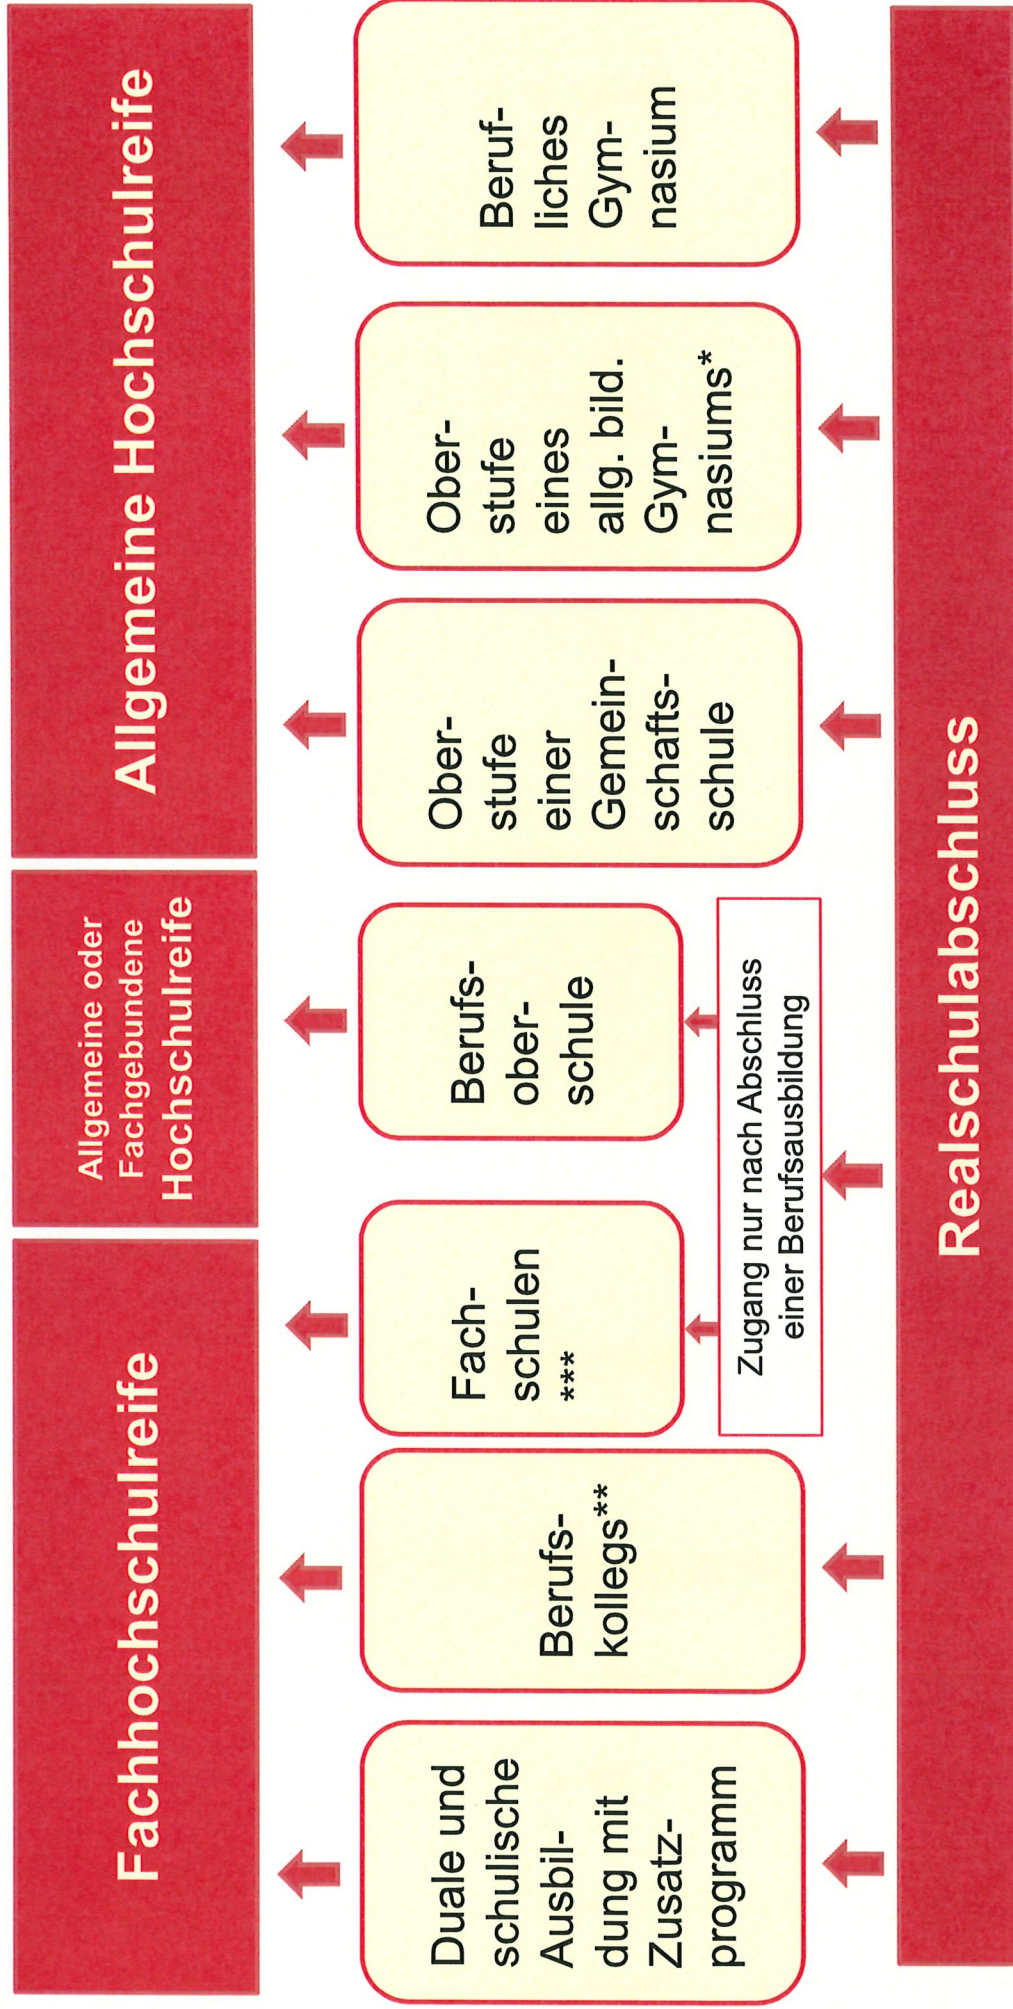 Fachhochschulreife
Allgemeine oder
Fachgebundene
Hochschulreife
Allgemeine Hochschulreife
Duale und
schulische
Ausbil-
dung mit
Zusatz-
programm
Berufs-
kollegs**
Fach-
schulen
***
Berufs-
ober-
schule
Ober-
stufe
einer
Gemein-
schafts-
schule
Ober-
stufe
eines
allg. bild.
Gym-
nasiums*
Beruf-
liches
Gym-
nasium
Zugang nur nach Abschluss
einer Berufsausbildung
Realschulabschluss